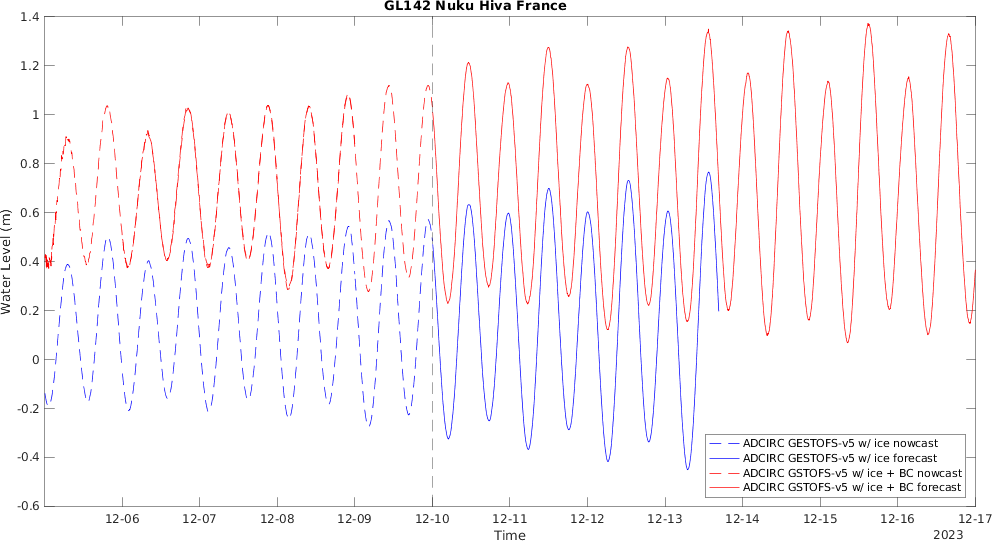 GL142 Nuku Hiva France
1.4
1.2
1
0.8
0.6
0.4
0.2
0
-0.2
-0.4
-0.6
Water Level (m)
ADCIRC GESTOFS-v5 w/ ice nowcast
ADCIRC GESTOFS-v5 w/ ice forecast
ADCIRC GSTOFS-v5 w/ ice + BC nowcast
ADCIRC GSTOFS-v5 w/ ice + BC forecast
12-06 12-07 12-08 12-09 12-10 12-11 12-12 12-13 12-14 12-15 12-16 12-17
Time
2023